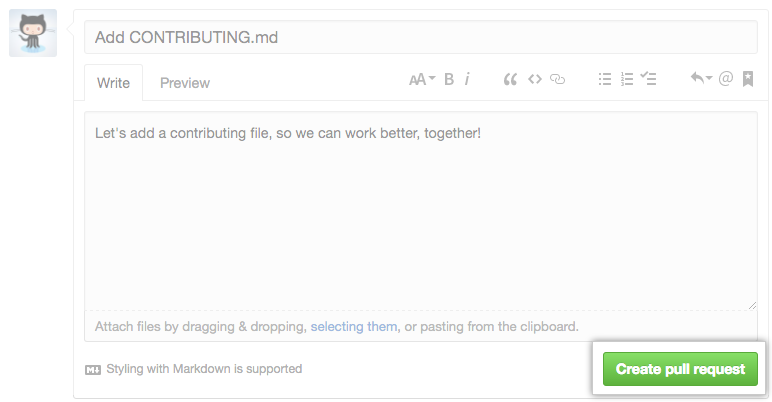 Add CONTRIBUTING.md
Write Preview AA B i
Let's add a contributing file, so we can work better, together!
Attach files by dragging & dropping, selecting them, or pasting from the clipboard.
Styling with Markdown is supported
Create pull request